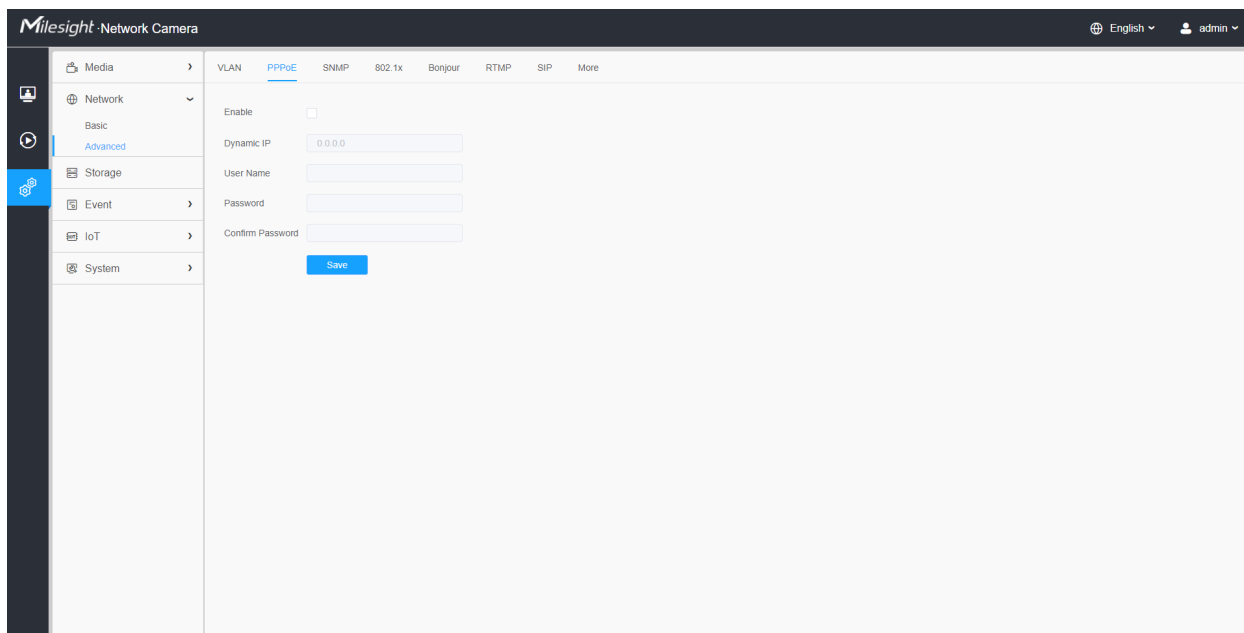 Milesight·Network Camera
English
admin
Media
Network
Basic
Advanced
Storage
Event
IoT
System
VLAN PPPoE SNMP 802.1x Bonjour RTMP SIP More
Enable
Dynamic IP 0.0.0.0
User Name
Password
Confirm Password
Save